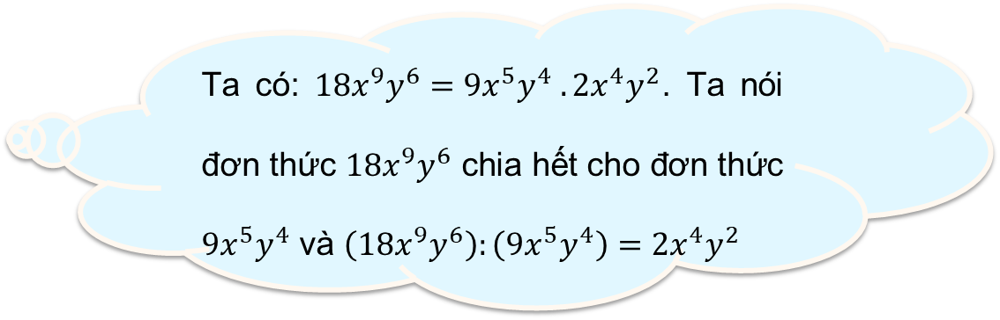 Ta có: 18x⁹y⁶ = 9x⁵y⁴ . 2x⁴y². Ta nói
đơn thức 18x⁹y⁶ chia hết cho đơn thức
9x⁵y⁴ và (18x⁹y⁶): (9x⁵y⁴) = 2x⁴y²